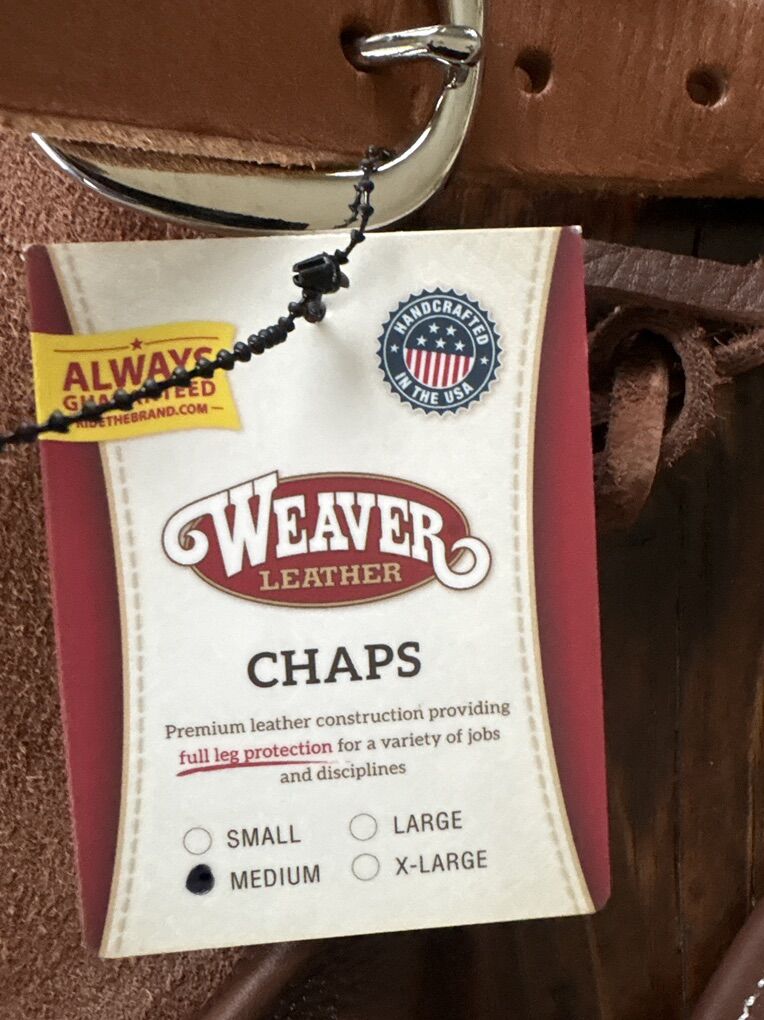 HANDCRAFTED
IN THE USA
ALWAYS
GUARANTEED
RIDETHEBRAND.COM
WEAVER
LEATHER
CHAPS
Premium leather construction providing
full leg protection for a variety of jobs
and disciplines
SMALL
LARGE
MEDIUM
X-LARGE